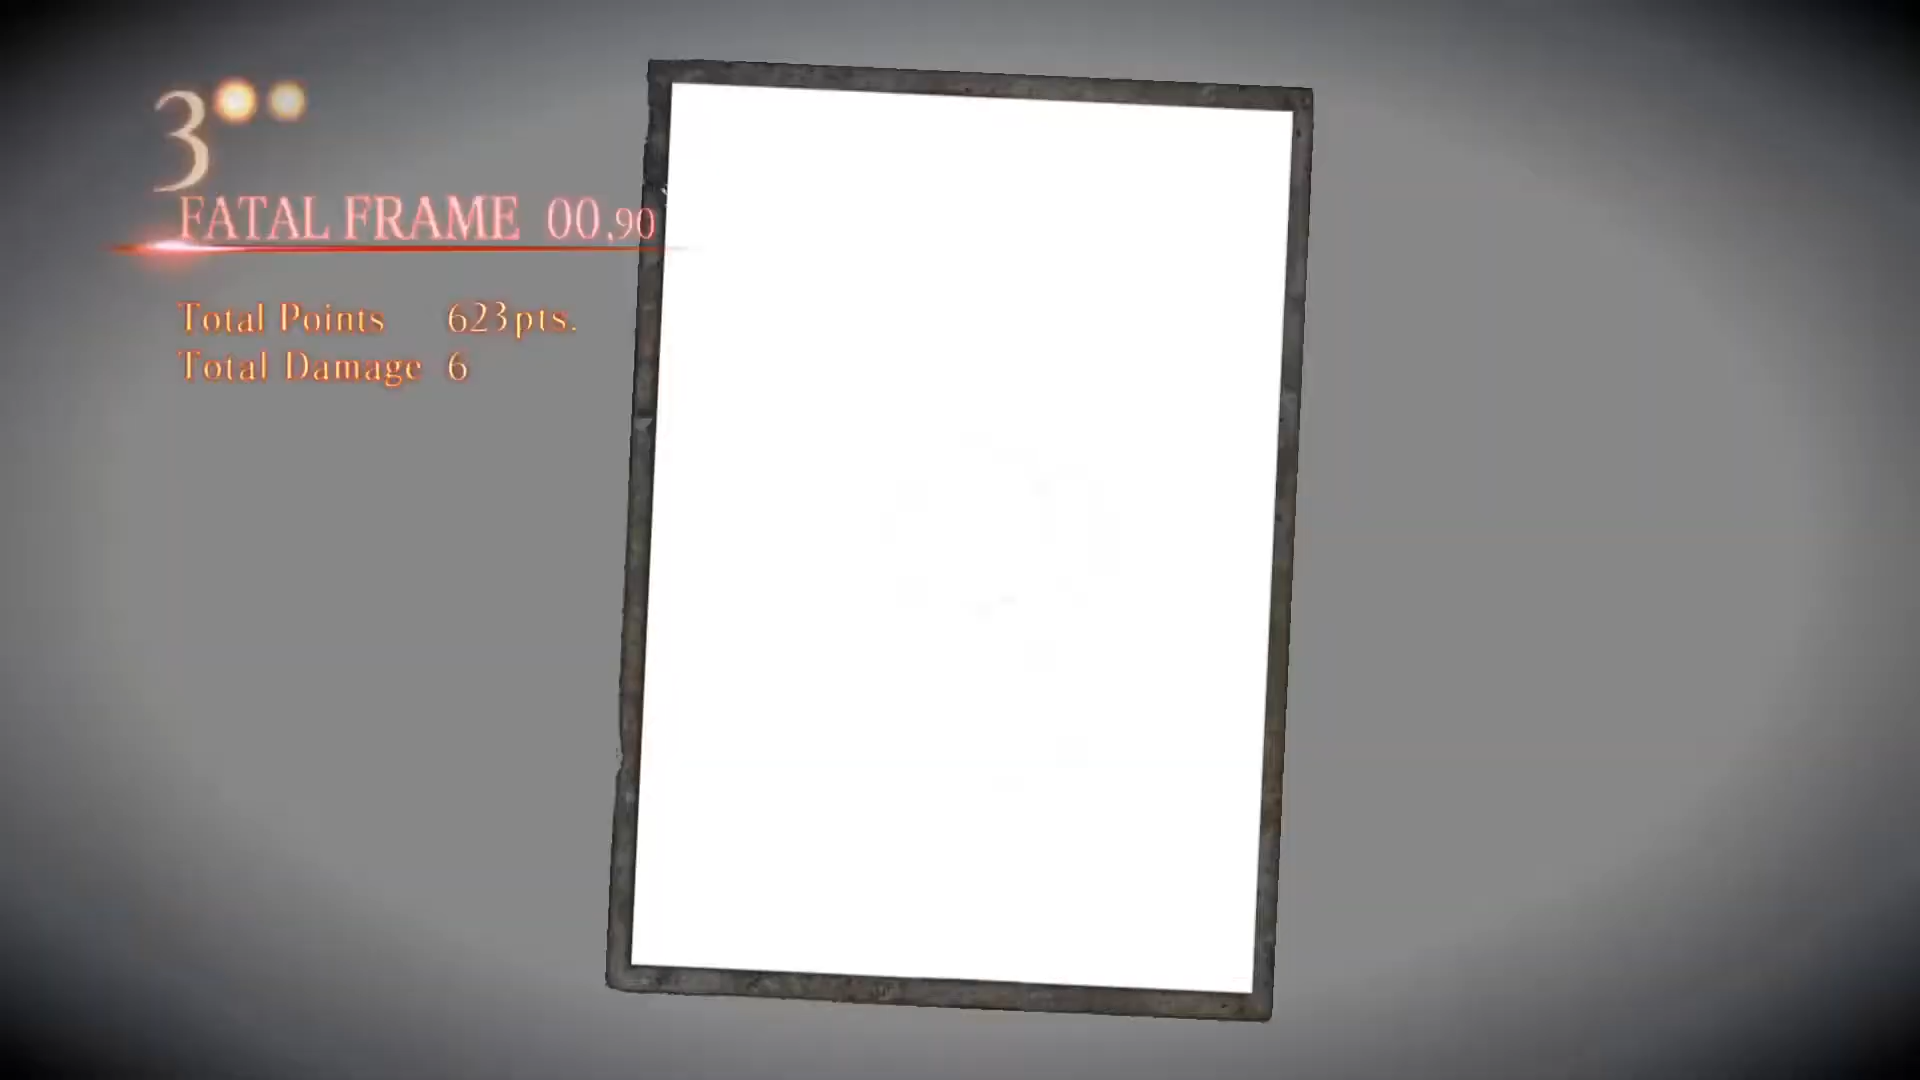 3
FATAL FRAME 00.90
Total Points 623pts.
Total Damage 6